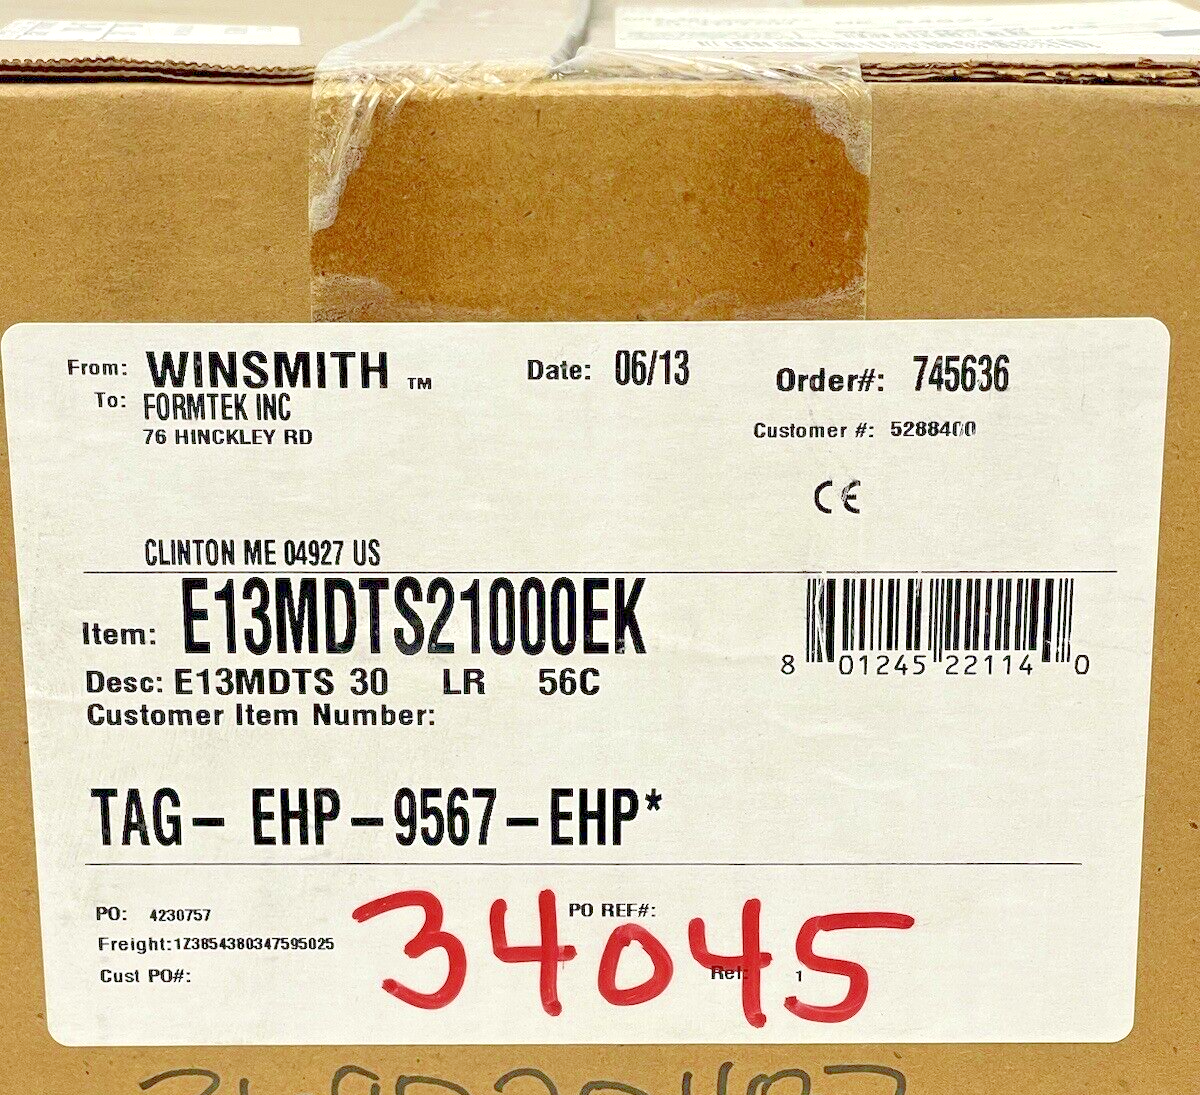 From: WINSMITH ™ Date: 06/13 Order#: 745636
To: FORMTEK INC
76 HINCKLEY RD Customer #: 5288400
CE
CLINTON ME 04927 US
Item: E13MDTS21000EK
8 01245 22114 0
Desc: E13MDTS 30 LR 56C
Customer Item Number:
TAG- EHP-9567-EHP*
34045
PO: 4230757 PO REF#:
Freight:1Z3854380347595025
Cust PO#: Rel: 1